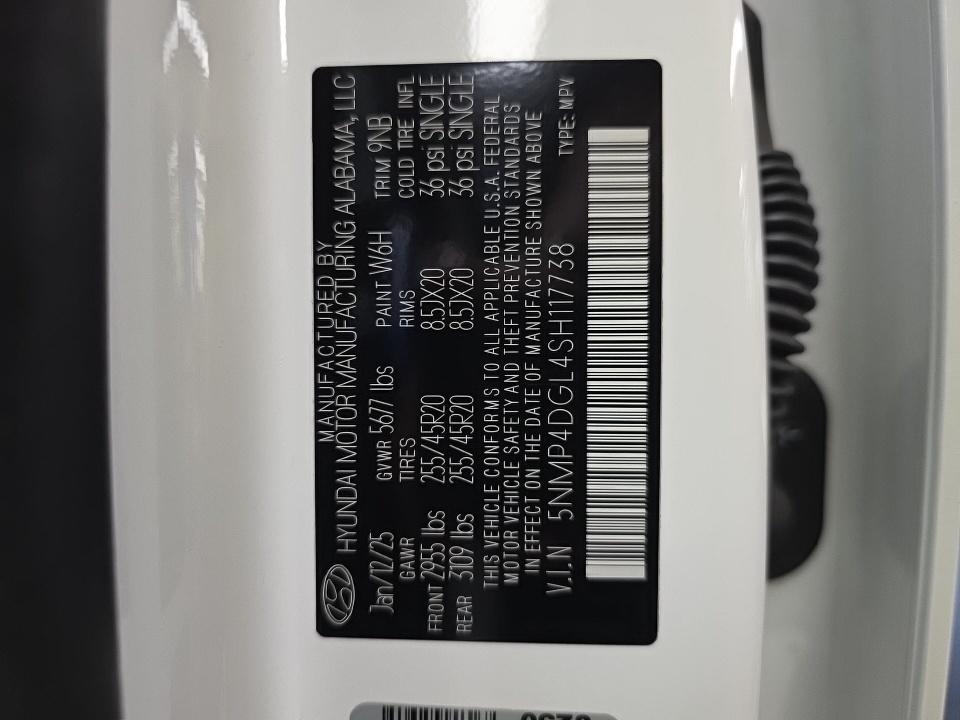 MANUFACTURED BY
HYUNDAI MOTOR MANUFACTURING ALABAMA, LLC
Jan/12/25 GVWR 5677 lbs PAINT W6H TRIM 9NB
GAWR TIRES RIMS COLD TIRE INFL
FRONT 2955 lbs 255/45R20 8.5JX20 36 psi SINGLE
REAR 3109 lbs 255/45R20 8.5JX20 36 psi SINGLE
THIS VEHICLE CONFORMS TO ALL APPLICABLE U.S.A. FEDERAL
MOTOR VEHICLE SAFETY AND THEFT PREVENTION STANDARDS
IN EFFECT ON THE DATE OF MANUFACTURE SHOWN ABOVE
V.I.N 5NMP4DGL4SH117738 TYPE: MPV